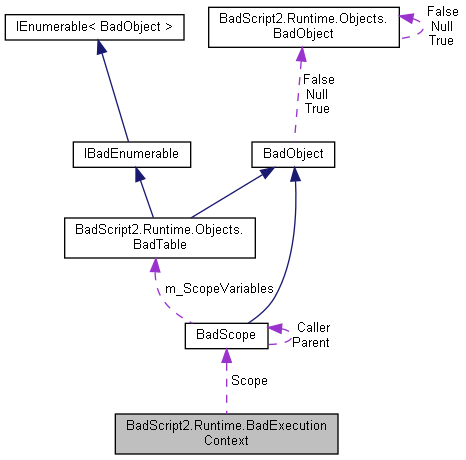 BadScript2.Runtime.Objects.
BadObject
False
Null
True
IEnumerable< BadObject >
False
Null
True
IBadEnumerable
BadObject
BadScript2.Runtime.Objects.
BadTable
m_ScopeVariables
BadScope
Caller
Parent
Scope
BadScript2.Runtime.BadExecution
Context